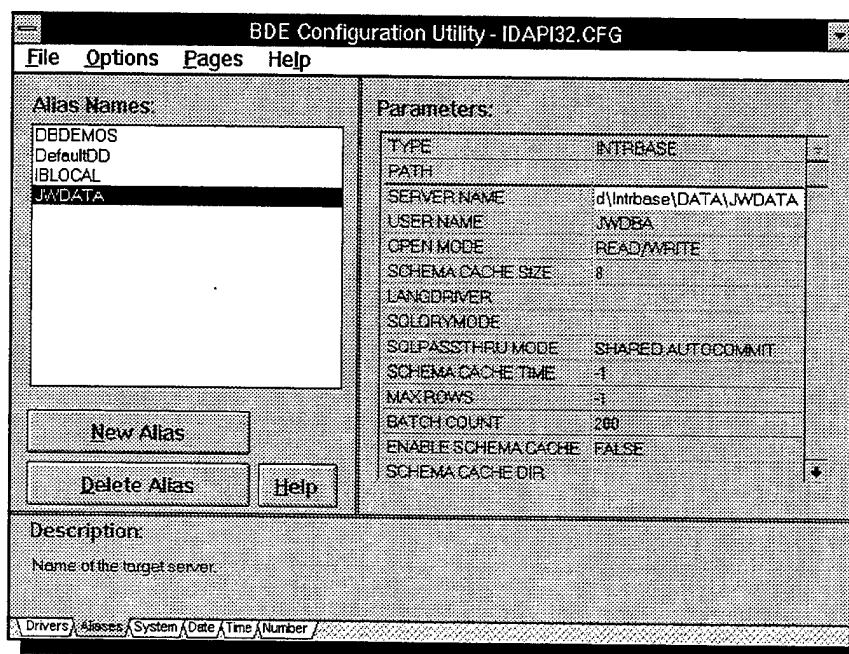 BDE Configuration Utility - IDAPI32.CFG
File Options Pages Help
Alias Names:
DBDEMOS
DefaultDD
IBLOCAL
JWDATA
New Alias
Delete Alias
Help
Parameters:
TYPE INTRBASE
PATH
SERVER NAME d\Intrbase\DATA\JWDATA
USER NAME JWDBA
OPEN MODE READ/WRITE
SCHEMA CACHE SIZE 8
LANGDRIVER
SQLQRYMODE
SQLPASSTHRU MODE SHARED AUTOCOMMIT
SCHEMA CACHE TIME -1
MAX ROWS -1
BATCH COUNT 200
ENABLE SCHEMA CACHE FALSE
SCHEMA CACHE DIR
Description:
Name of the target server.
Drivers Aliases System Date Time Number